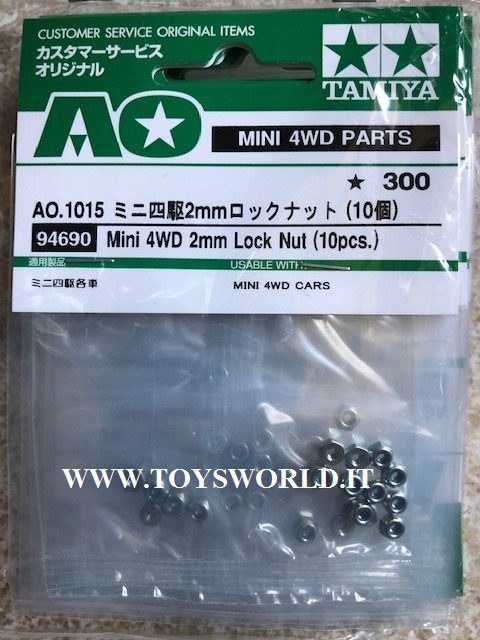 CUSTOMER SERVICE ORIGINAL ITEMS
カスタマーサービス
オリジナル
TAMIYA
AO
MINI 4WD PARTS
★ 300
AO.1015 ミニ四駆2mmロックナット (10個)
94690 Mini 4WD 2mm Lock Nut (10pcs.)
適用製品 USABLE WITH
ミニ四駆各車 MINI 4WD CARS
WWW.TOYSWORLD.IT